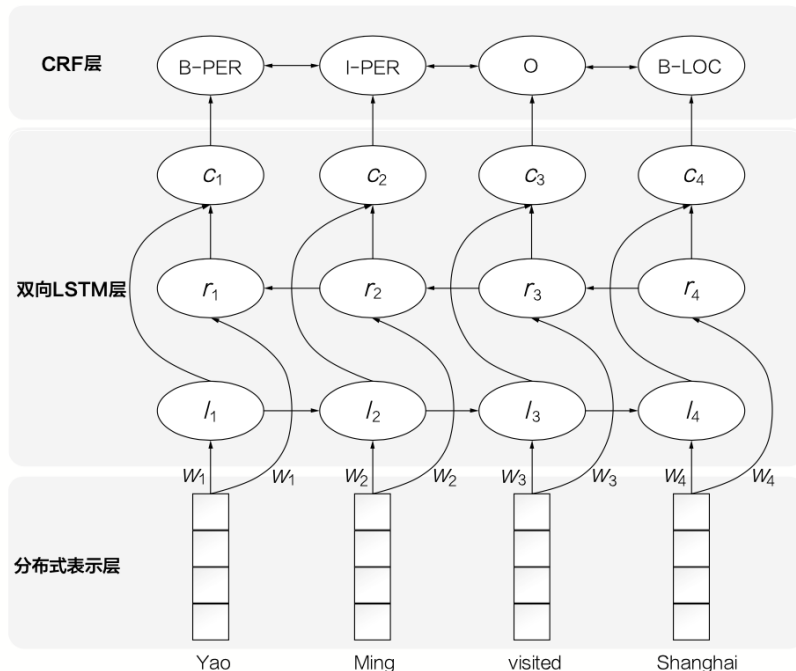 CRF层
B-PER
I-PER
O
B-LOC
c₁
c₂
c₃
c₄
双向LSTM层
r₁
r₂
r₃
r₄
l₁
l₂
l₃
l₄
w₁
w₁
w₂
w₂
w₃
w₃
w₄
w₄
分布式表示层
Yao
Ming
visited
Shanghai